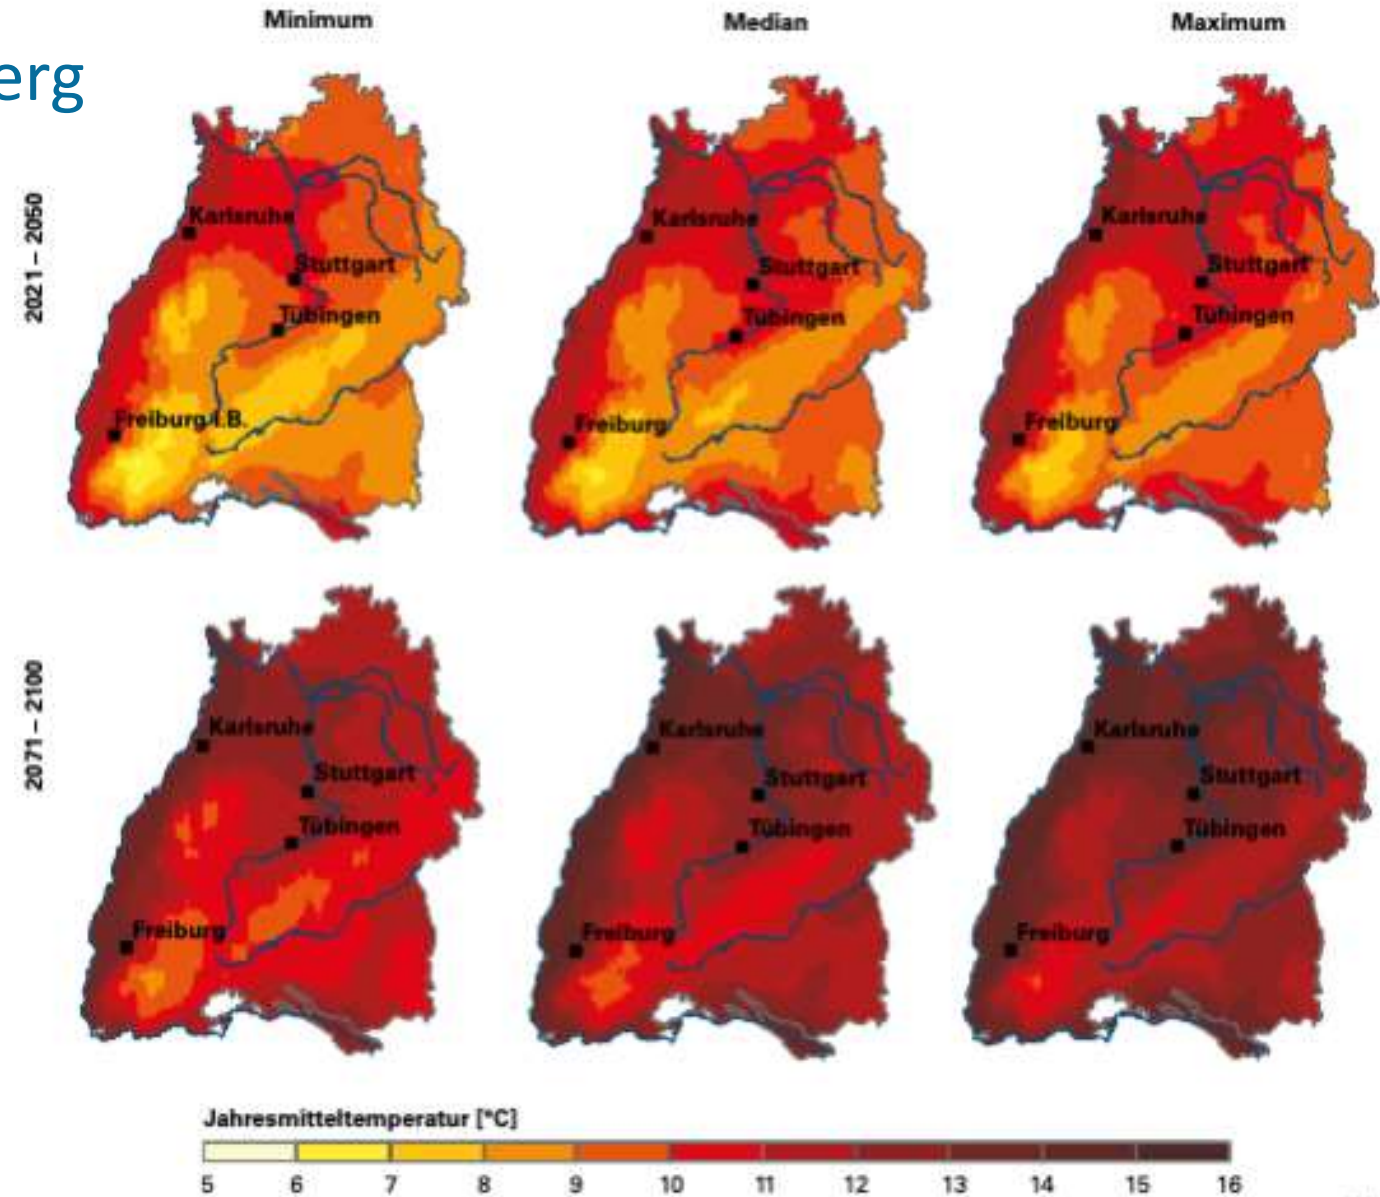 Minimum Median Maximum
erg
2021 – 2050
Karlsruhe
Stuttgart
Tübingen
Freiburg i.B.
Karlsruhe
Stuttgart
Tübingen
Freiburg
Karlsruhe
Stuttgart
Tübingen
Freiburg
2071 – 2100
Karlsruhe
Stuttgart
Tübingen
Freiburg
Karlsruhe
Stuttgart
Tübingen
Freiburg
Karlsruhe
Stuttgart
Tübingen
Freiburg
Jahresmitteltemperatur [°C]
5 6 7 8 9 10 11 12 13 14 15 16